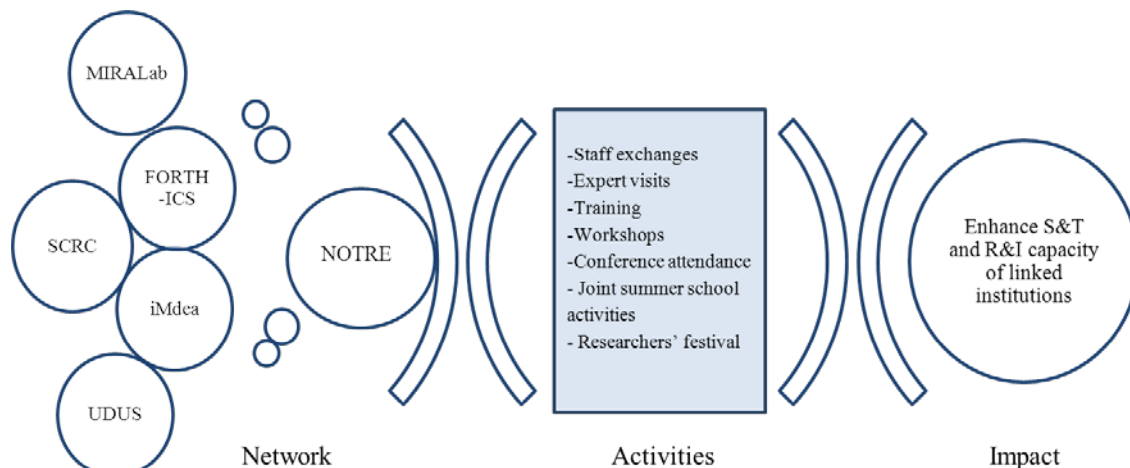 MIRALab
FORTH
-ICS
SCRC
iMdea
UDUS
NOTRE
-Staff exchanges
-Expert visits
-Training
-Workshops
-Conference attendance
- Joint summer school
activities
- Researchers’ festival
Enhance S&T
and R&I capacity
of linked
institutions
Network
Activities
Impact